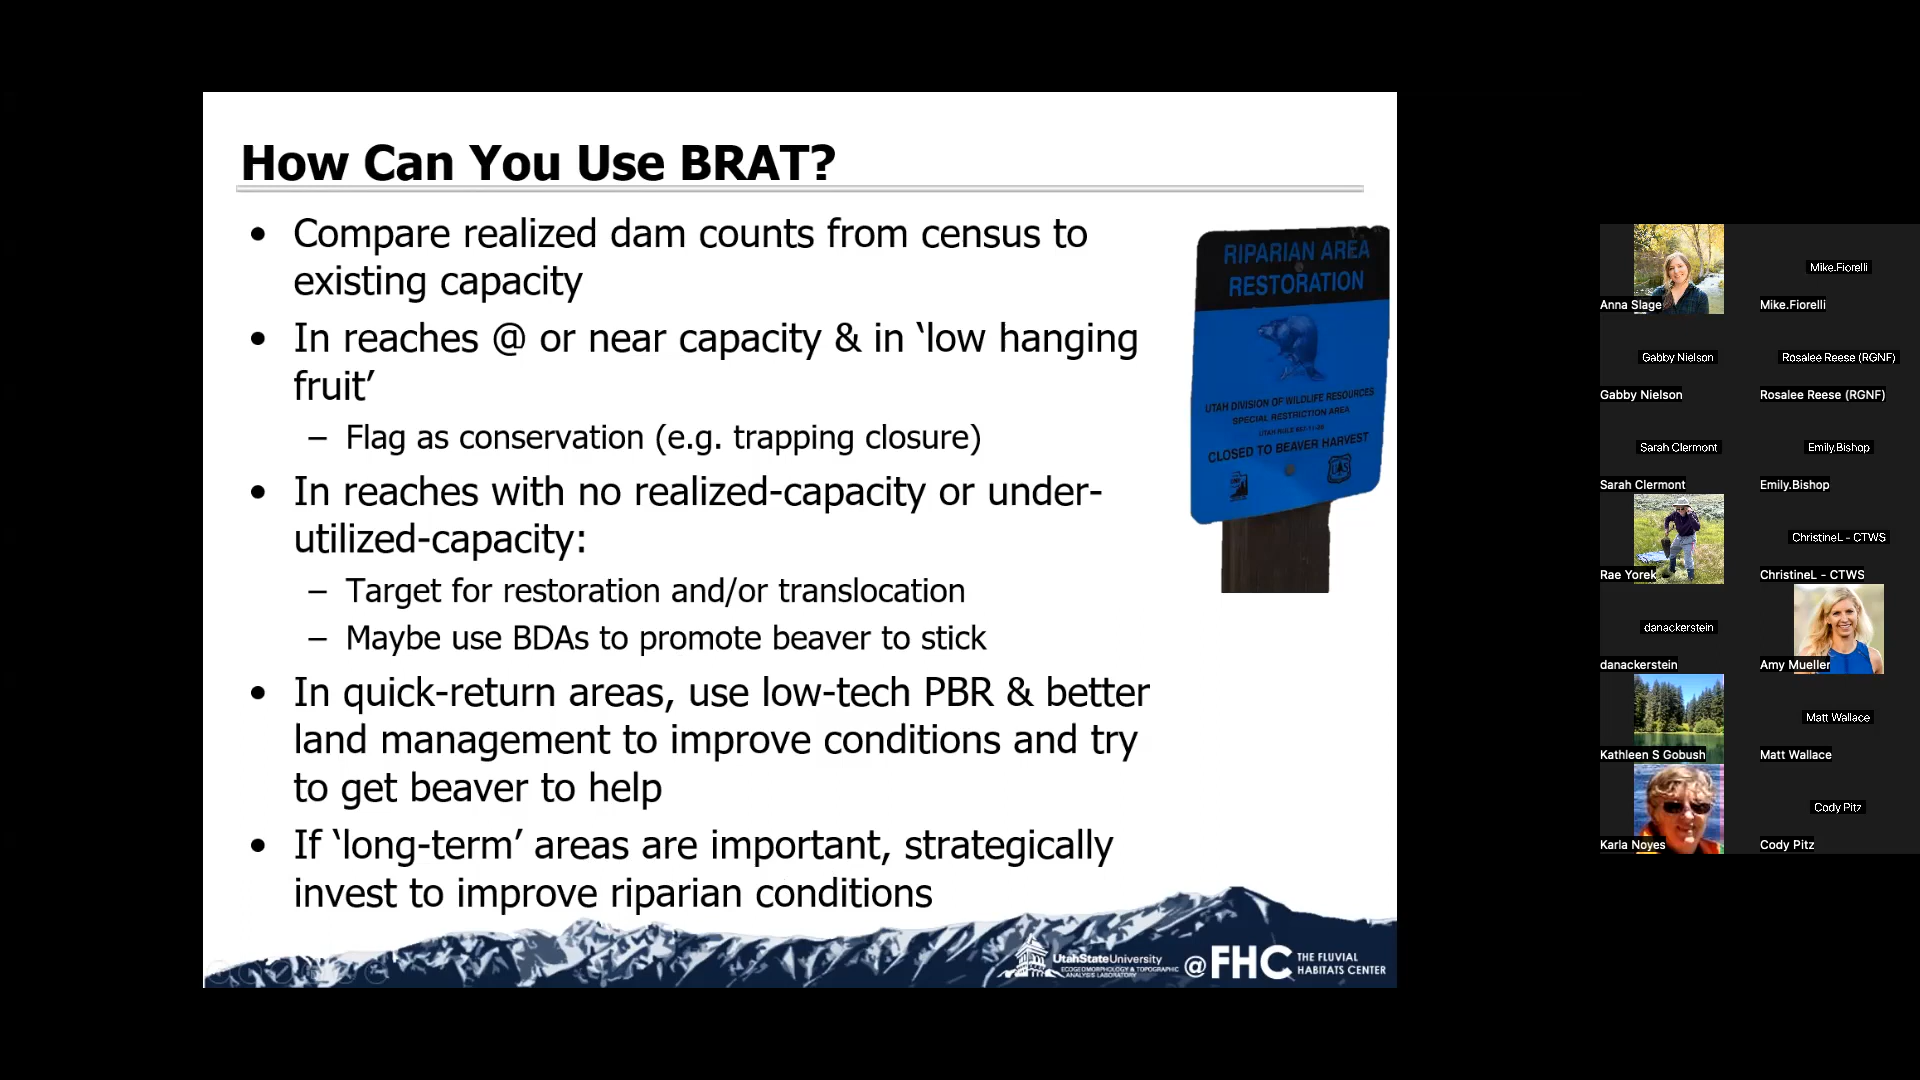 How Can You Use BRAT?
• Compare realized dam counts from census to
existing capacity
• In reaches @ or near capacity & in ‘low hanging
fruit’
– Flag as conservation (e.g. trapping closure)
• In reaches with no realized-capacity or under-
utilized-capacity:
– Target for restoration and/or translocation
– Maybe use BDAs to promote beaver to stick
• In quick-return areas, use low-tech PBR & better
land management to improve conditions and try
to get beaver to help
• If ‘long-term’ areas are important, strategically
invest to improve riparian conditions
RIPARIAN AREA
RESTORATION
UTAH DIVISION OF WILDLIFE RESOURCES
SPECIAL RESTRICTION AREA
CLOSED TO BEAVER HARVEST
UtahStateUniversity
ECOGEOMORPHOLOGY & TOPOGRAPHIC
ANALYSIS LABORATORY
@FHC THE FLUVIAL
HABITATS CENTER
Anna Slage
Mike.Fiorelli
Mike.Fiorelli
Gabby Nielson
Gabby Nielson
Rosalee Reese (RGNF)
Rosalee Reese (RGNF)
Sarah Clermont
Sarah Clermont
Emily.Bishop
Emily.Bishop
Rae Yorek
ChristineL - CTWS
ChristineL - CTWS
danackerstein
danackerstein
Amy Mueller
Kathleen S Gobush
Matt Wallace
Matt Wallace
Karla Noyes
Cody Pitz
Cody Pitz